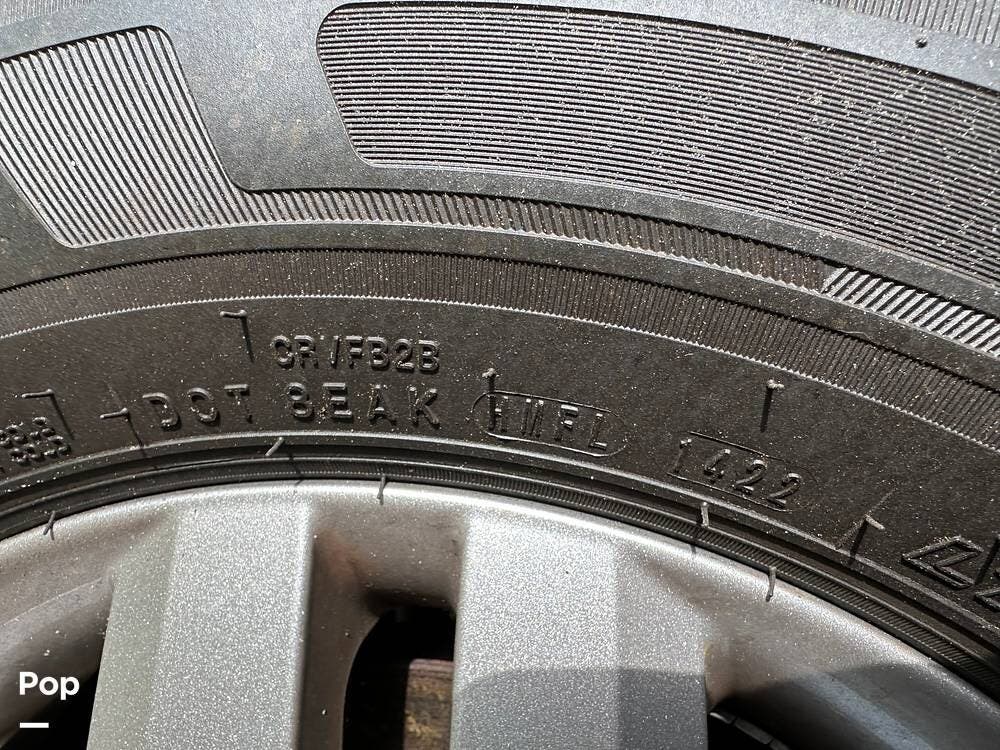 CR/FB2B
DOT 8EAK HMFL 1422
Pop